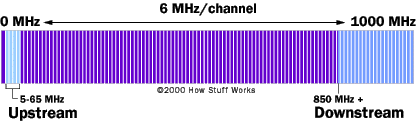 6 MHz/channel
0 MHz
1000 MHz
©2000 How Stuff Works
5-65 MHz
Upstream
850 MHz +
Downstream